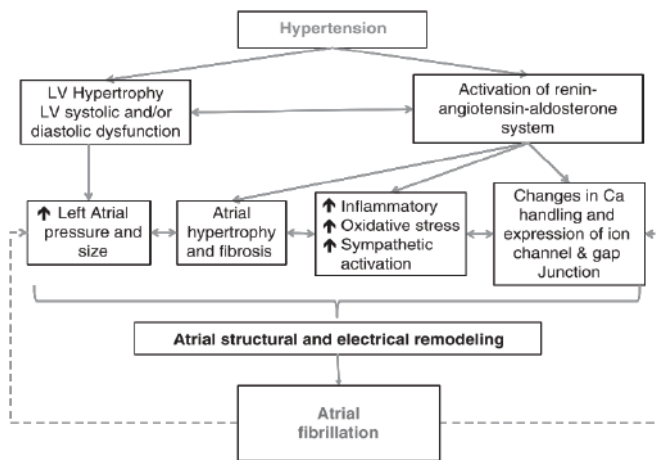 Hypertension
LV Hypertrophy
LV systolic and/or
diastolic dysfunction
Activation of renin-
angiotensin-aldosterone
system
↑ Left Atrial
pressure and
size
Atrial
hypertrophy
and fibrosis
↑ Inflammatory
↑ Oxidative stress
↑ Sympathetic
activation
Changes in Ca
handling and
expression of ion
channel & gap
Junction
Atrial structural and electrical remodeling
Atrial
fibrillation